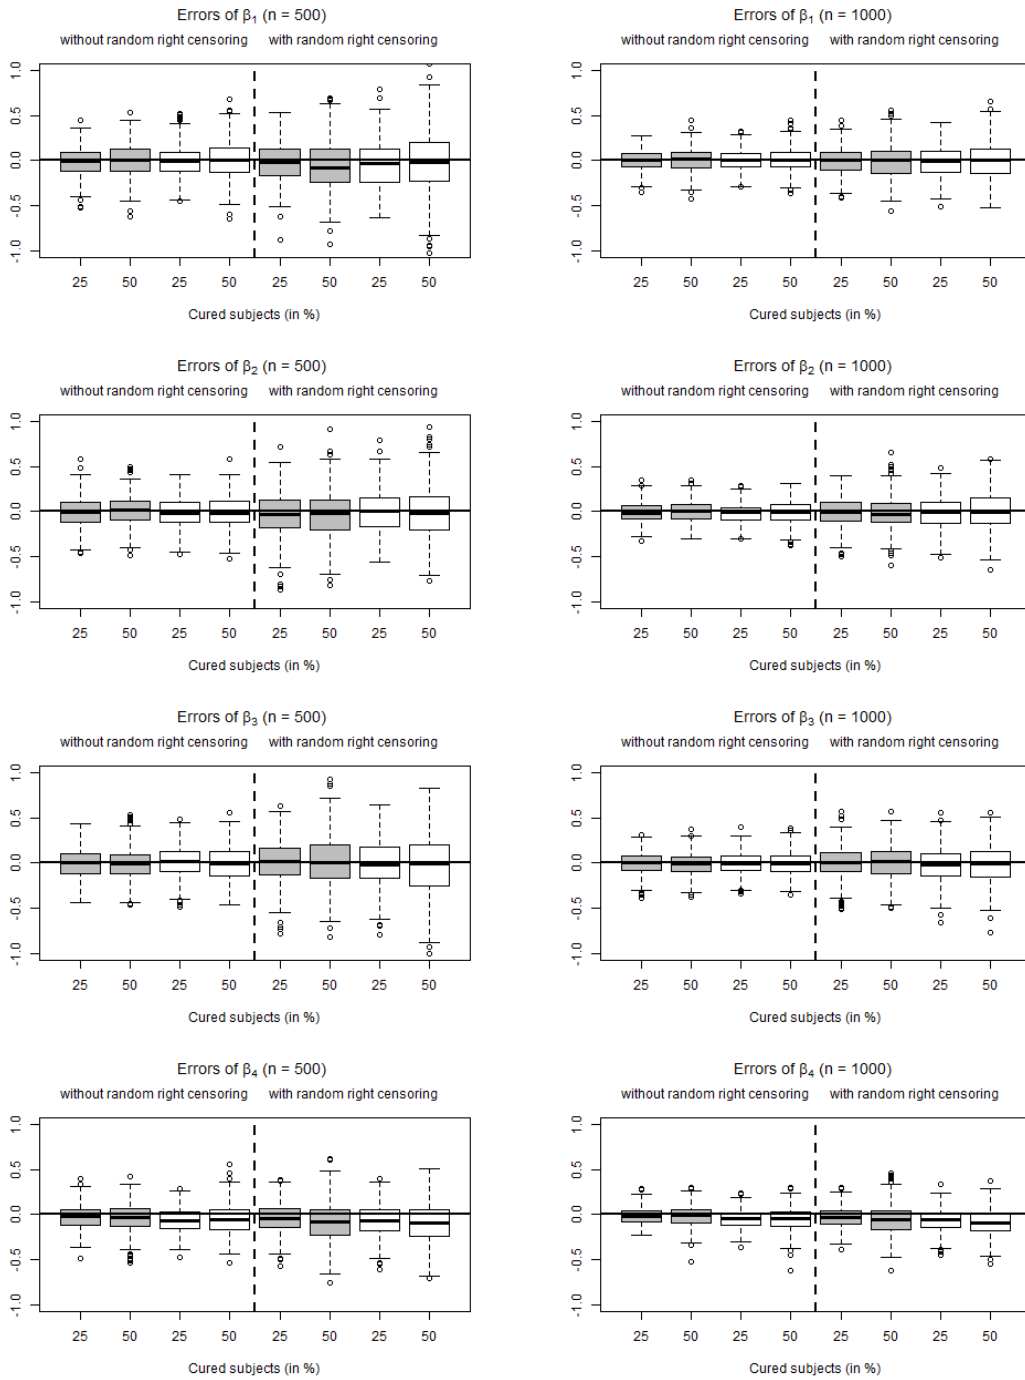 Errors of β1 (n = 500)
without random right censoring with random right censoring
1.0
0.5
0.0
-0.5
-1.0
25 50 25 50 25 50 25 50
Cured subjects (in %)
Errors of β1 (n = 1000)
without random right censoring with random right censoring
1.0
0.5
0.0
-0.5
-1.0
25 50 25 50 25 50 25 50
Cured subjects (in %)
Errors of β2 (n = 500)
without random right censoring with random right censoring
1.0
0.5
0.0
-0.5
-1.0
25 50 25 50 25 50 25 50
Cured subjects (in %)
Errors of β2 (n = 1000)
without random right censoring with random right censoring
1.0
0.5
0.0
-0.5
-1.0
25 50 25 50 25 50 25 50
Cured subjects (in %)
Errors of β3 (n = 500)
without random right censoring with random right censoring
1.0
0.5
0.0
-0.5
-1.0
25 50 25 50 25 50 25 50
Cured subjects (in %)
Errors of β3 (n = 1000)
without random right censoring with random right censoring
1.0
0.5
0.0
-0.5
-1.0
25 50 25 50 25 50 25 50
Cured subjects (in %)
Errors of β4 (n = 500)
without random right censoring with random right censoring
1.0
0.5
0.0
-0.5
-1.0
25 50 25 50 25 50 25 50
Cured subjects (in %)
Errors of β4 (n = 1000)
without random right censoring with random right censoring
1.0
0.5
0.0
-0.5
-1.0
25 50 25 50 25 50 25 50
Cured subjects (in %)